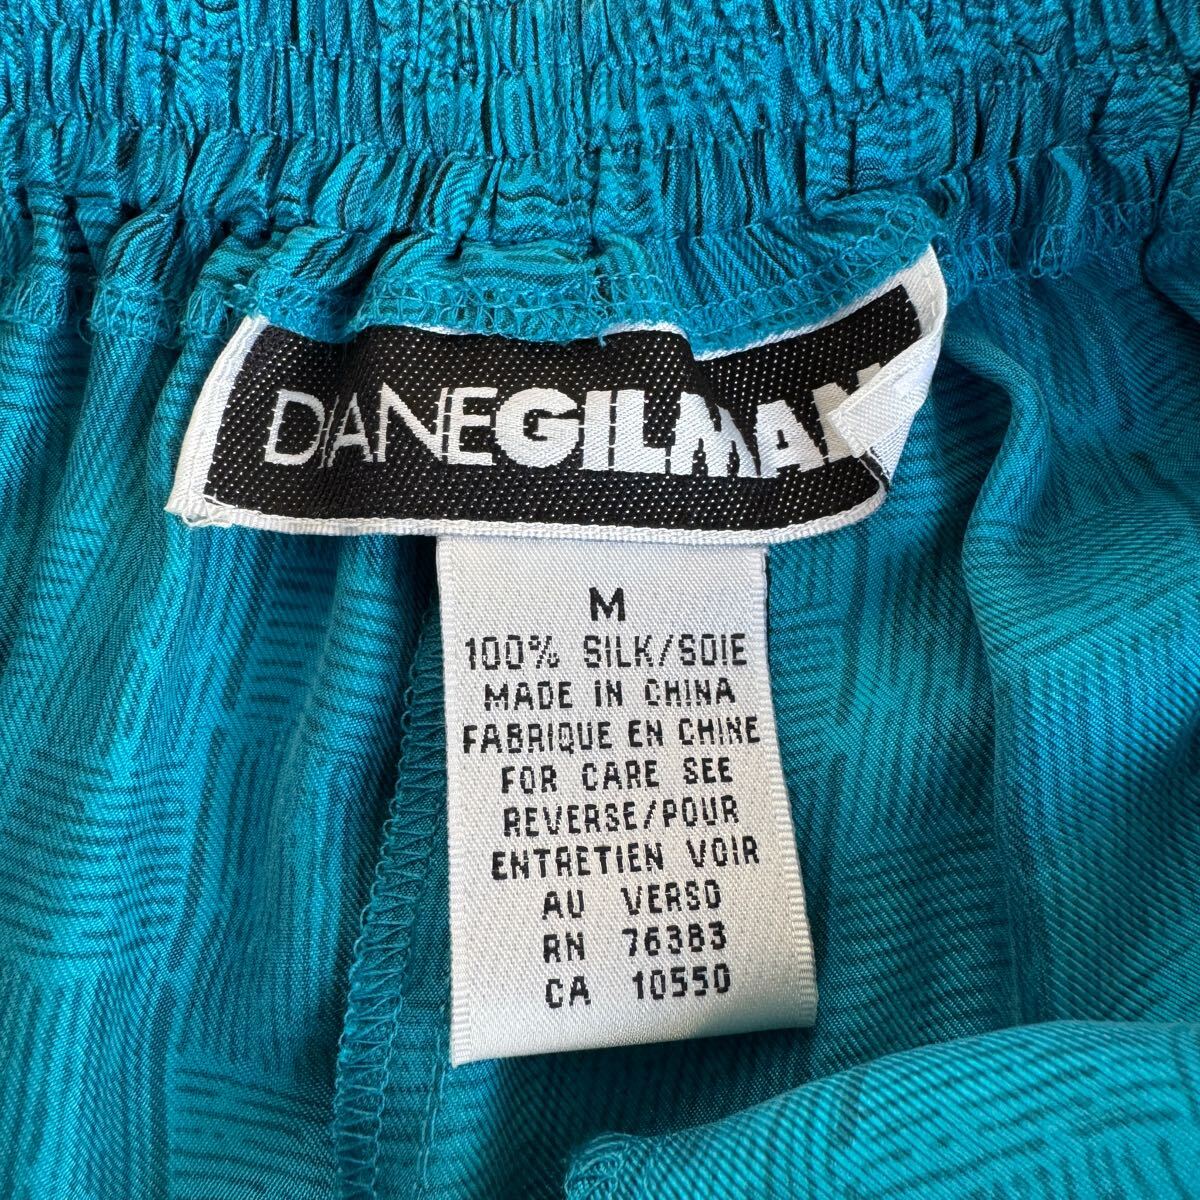 DIANEGILMAN
M
100% SILK/SOIE
MADE IN CHINA
FABRIQUE EN CHINE
FOR CARE SEE
REVERSE/POUR
ENTRETIEN VOIR
AU VERSO
RN 76383
CA 10550